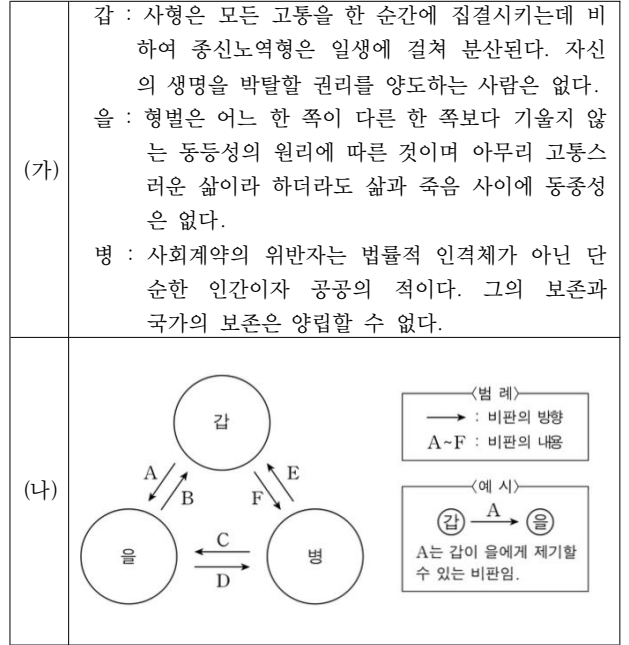 (가)
갑 : 사형은 모든 고통을 한 순간에 집결시키는데 비
하여 종신노역형은 일생에 걸쳐 분산된다. 자신
의 생명을 박탈할 권리를 양도하는 사람은 없다.
을 : 형벌은 어느 한 쪽이 다른 한 쪽보다 기울지 않
는 동등성의 원리에 따른 것이며 아무리 고통스
러운 삶이라 하더라도 삶과 죽음 사이에 동종성
은 없다.
병 : 사회계약의 위반자는 법률적 인격체가 아닌 단
순한 인간이자 공공의 적이다. 그의 보존과
국가의 보존은 양립할 수 없다.
(나)
갑
A
B
E
F
을
C
D
병
<범 례>
→ : 비판의 방향
A~F : 비판의 내용
<예 시>
갑 A → 을
A는 갑이 을에게 제기할
수 있는 비판임.